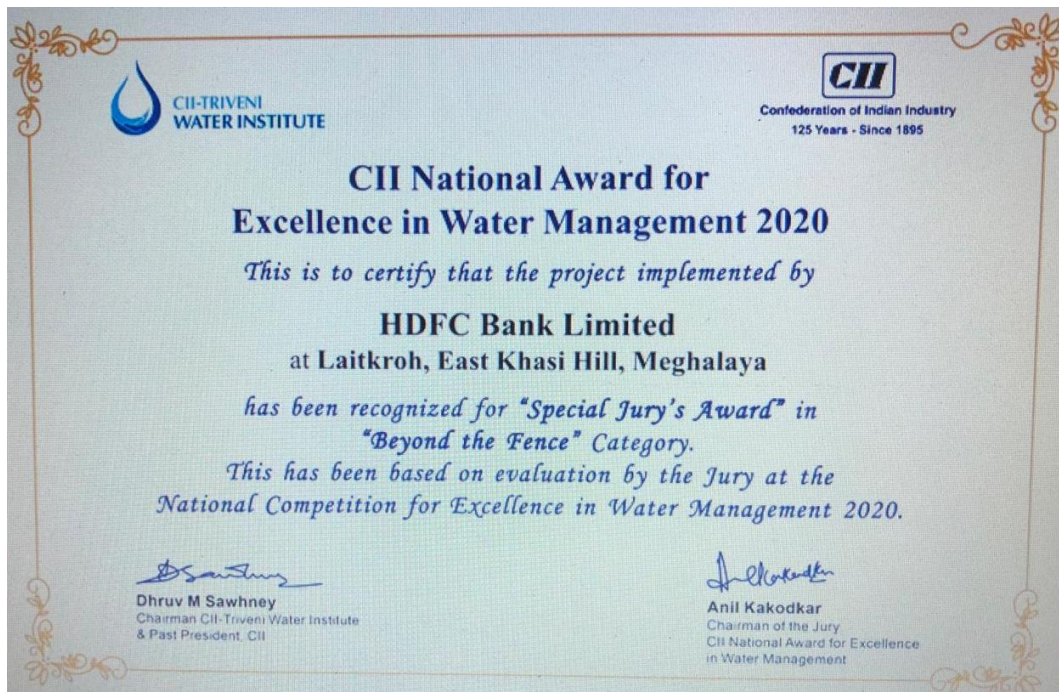 CII-TRIVENI
WATER INSTITUTE
CII
Confederation of Indian Industry
125 Years - Since 1895
CII National Award for
Excellence in Water Management 2020
This is to certify that the project implemented by
HDFC Bank Limited
at Laitkroh, East Khasi Hill, Meghalaya
has been recognized for “Special Jury’s Award” in
“Beyond the Fence” Category.
This has been based on evaluation by the Jury at the
National Competition for Excellence in Water Management 2020.
Dhruv M Sawhney
Chairman CII-Triveni Water Institute
& Past President, CII
Anil Kakodkar
Chairman of the Jury
CII National Award for Excellence
in Water Management